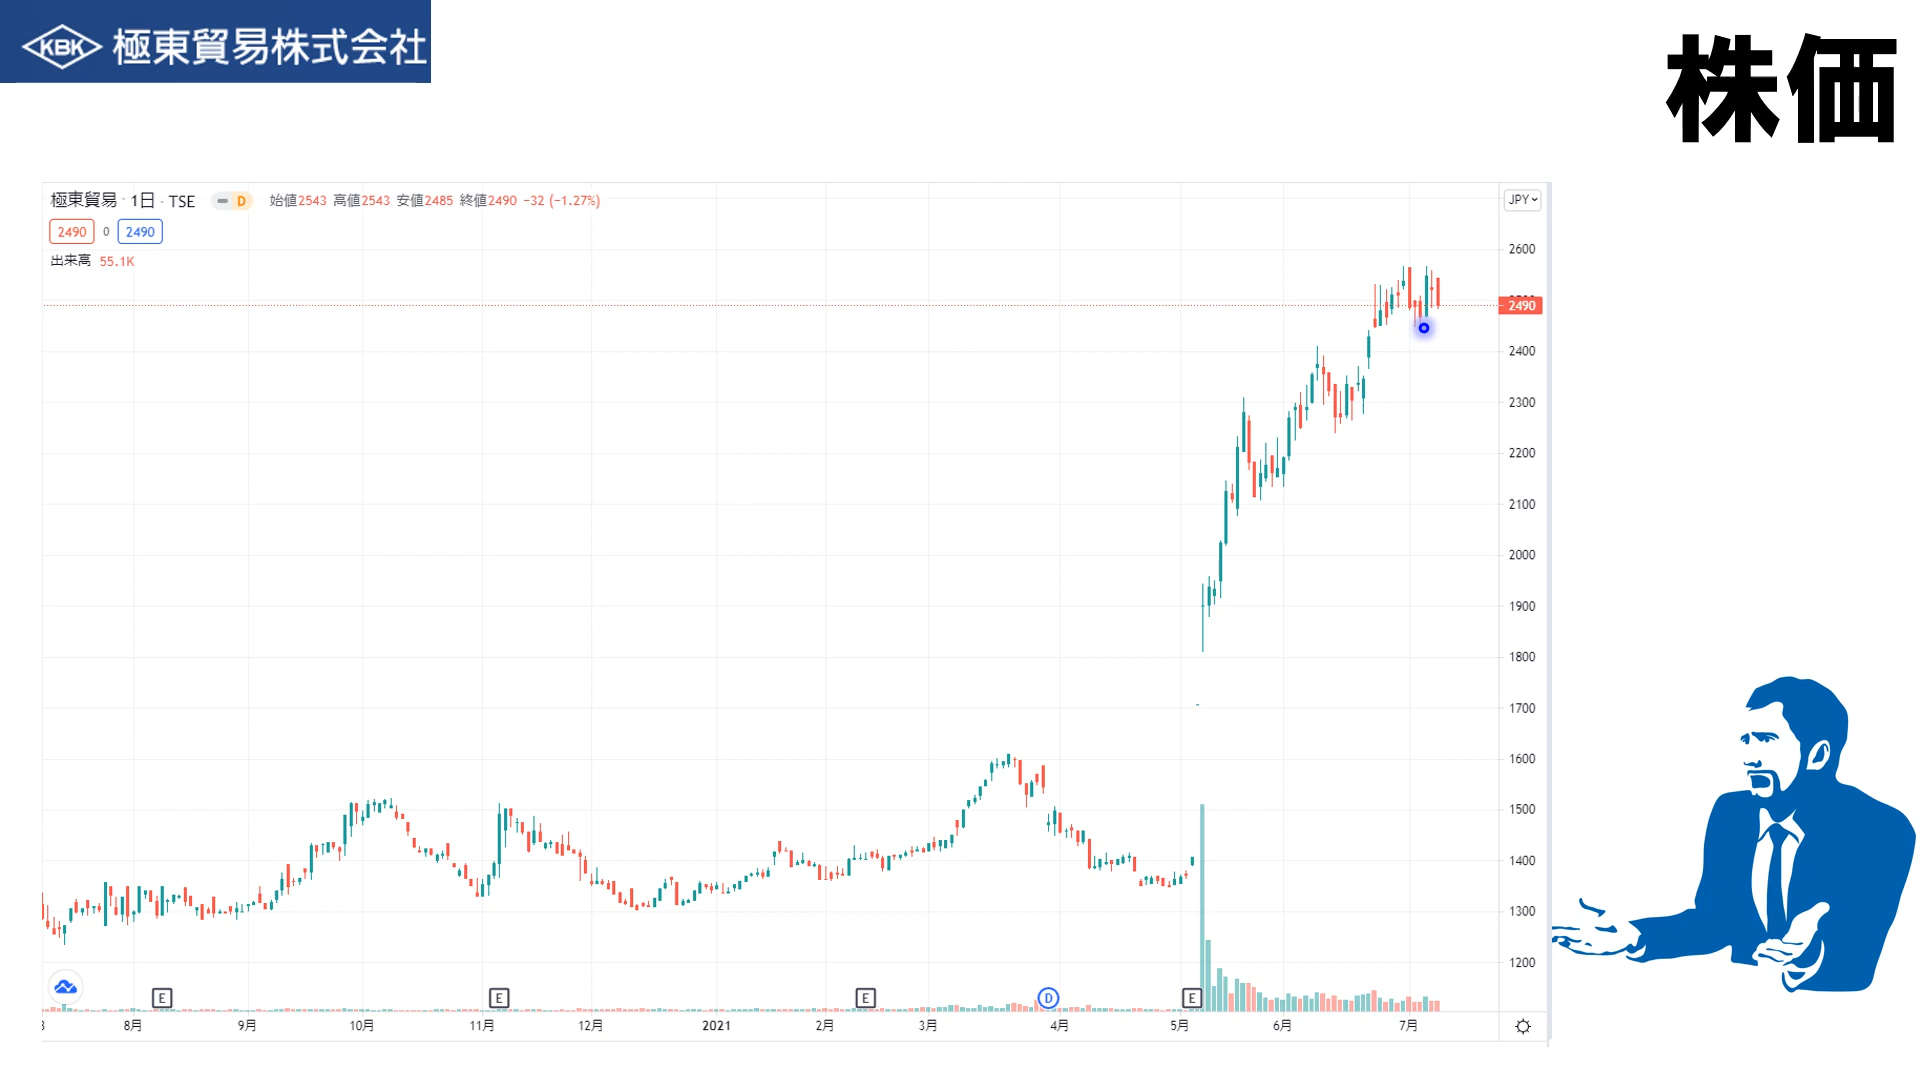 KBK 極東貿易株式会社
株価
極東貿易 · 1日 · TSE D 始値2543 高値2543 安値2485 終値2490 −32 (−1.27%)
JPY
2490 0 2490
出来高 55.1K
2600
2490
2400
2300
2200
2100
2000
1900
1800
1700
1600
1500
1400
1300
1200
E E E D E
8月 9月 10月 11月 12月 2021 2月 3月 4月 5月 6月 7月